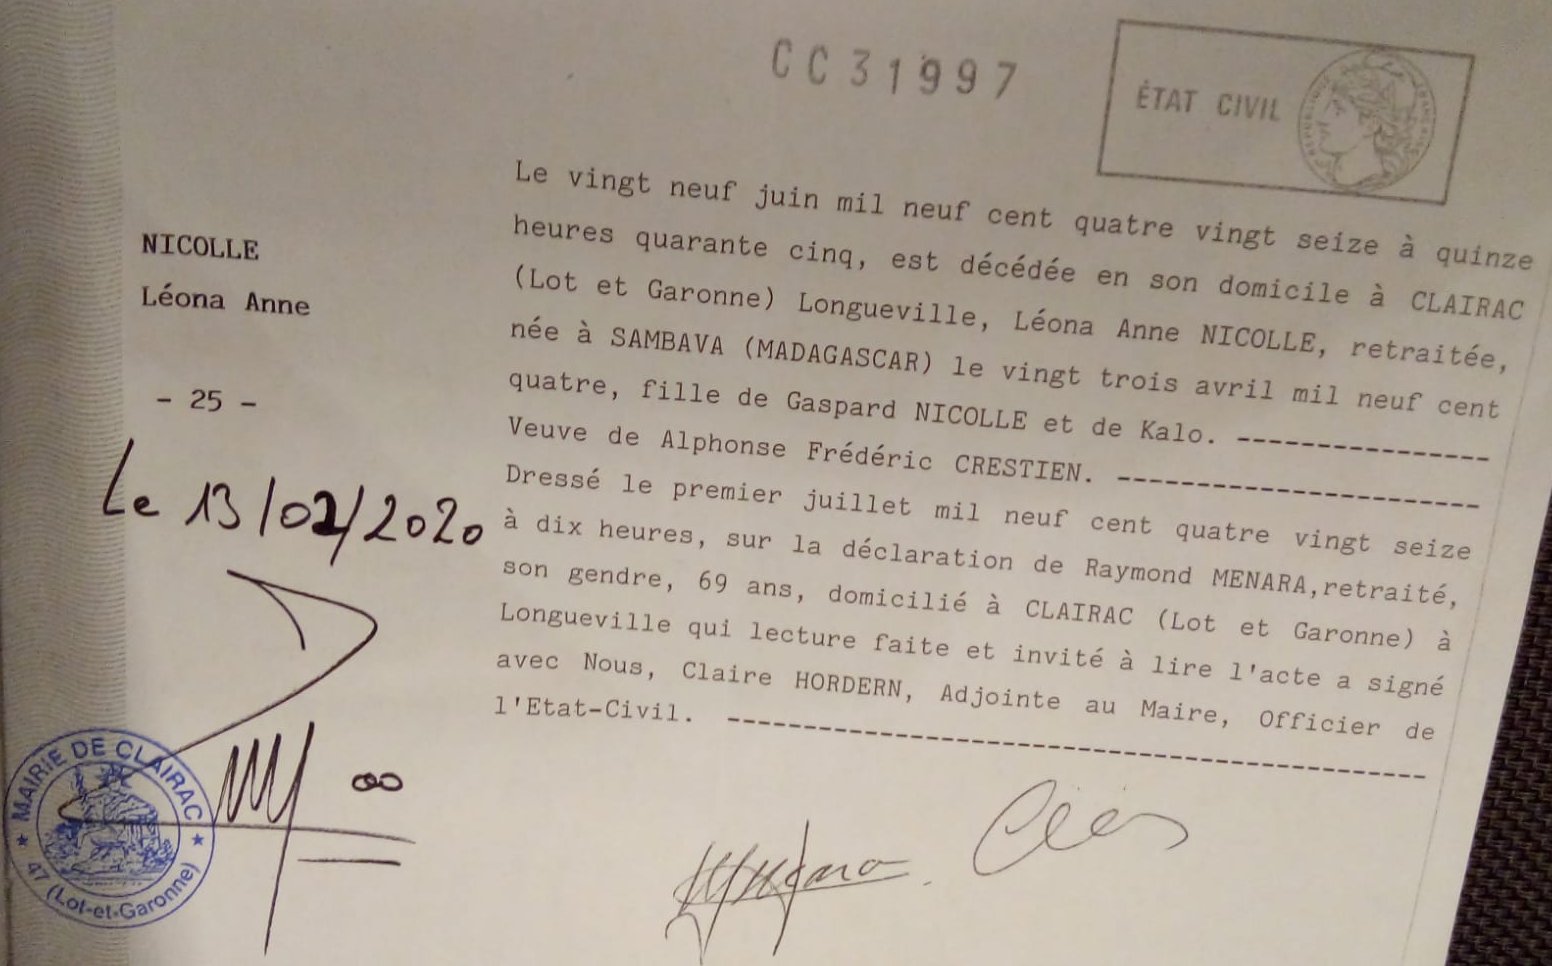 CC31997
ÉTAT CIVIL
RÉPUBLIQUE FRANÇAISE
NICOLLE
Léona Anne
- 25 -
Le 13/02/2020
Le vingt neuf juin mil neuf cent quatre vingt seize à quinze
heures quarante cinq, est décédée en son domicile à CLAIRAC
(Lot et Garonne) Longueville, Léona Anne NICOLLE, retraitée,
née à SAMBAVA (MADAGASCAR) le vingt trois avril mil neuf cent
quatre, fille de Gaspard NICOLLE et de Kalo. ----------------
Veuve de Alphonse Frédéric CRESTIEN. -----------------------
Dressé le premier juillet mil neuf cent quatre vingt seize
à dix heures, sur la déclaration de Raymond MENARA,retraité,
son gendre, 69 ans, domicilié à CLAIRAC (Lot et Garonne) à
Longueville qui lecture faite et invité à lire l'acte a signé
avec Nous, Claire HORDERN, Adjointe au Maire, Officier de
l'Etat-Civil. ----------------------------------------------
MAIRIE DE CLAIRAC
47 (Lot-et-Garonne)